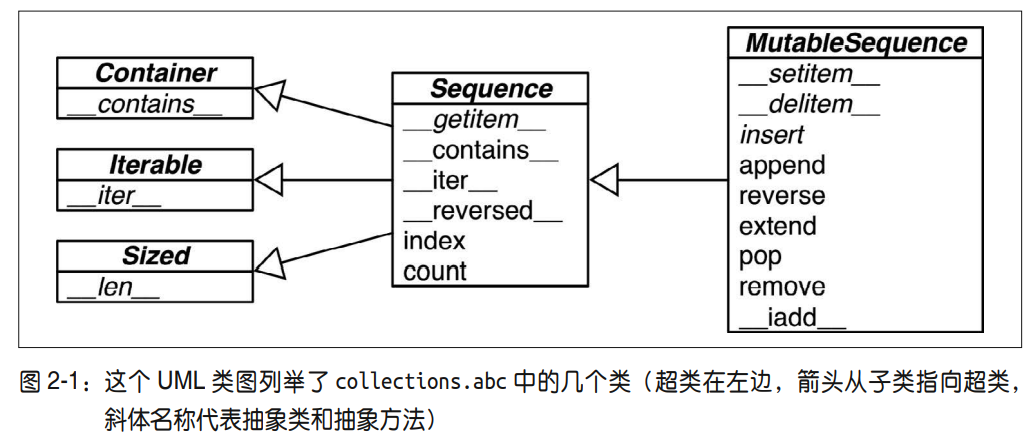 Container
__contains__
Iterable
__iter__
Sized
__len__
Sequence
__getitem__
__contains__
__iter__
__reversed__
index
count
MutableSequence
__setitem__
__delitem__
insert
append
reverse
extend
pop
remove
__iadd__
图 2-1：这个 UML 类图列举了 collections.abc 中的几个类（超类在左边，箭头从子类指向超类，
斜体名称代表抽象类和抽象方法）